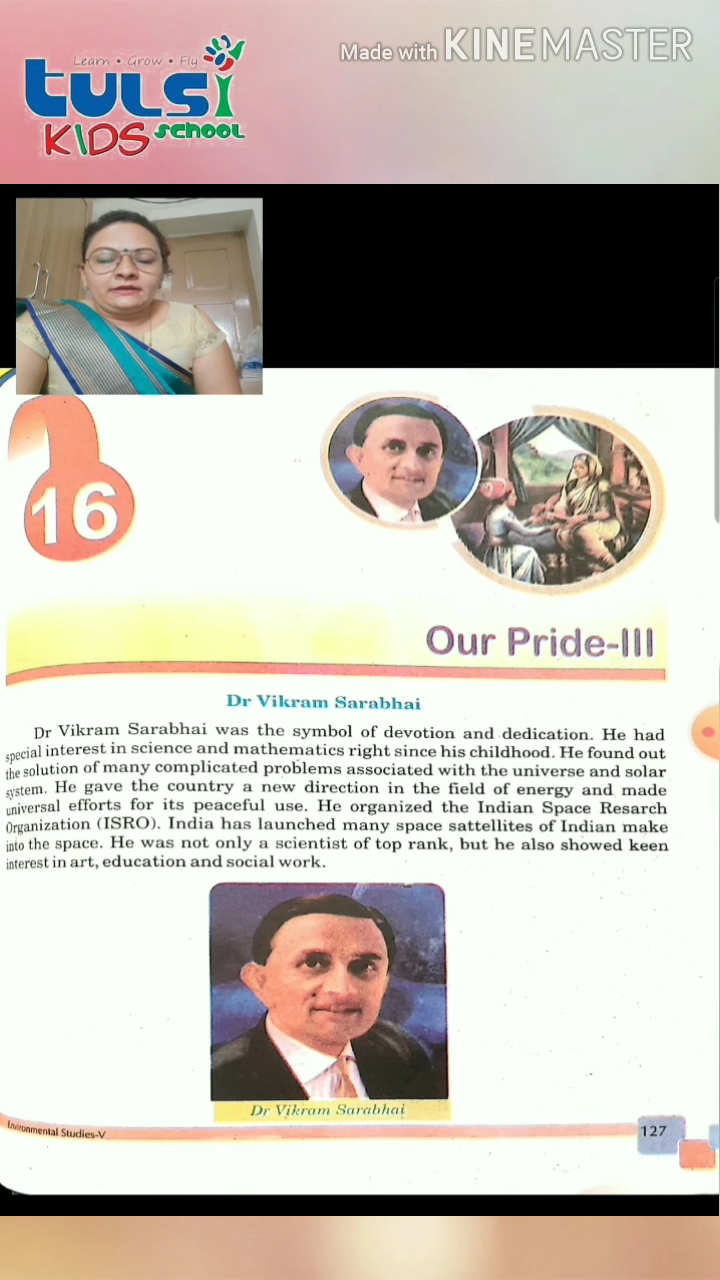 Learn • Grow • Fly
tulsi
KIDS school
Made with KINEMASTER
16
Our Pride-III
Dr Vikram Sarabhai
Dr Vikram Sarabhai was the symbol of devotion and dedication. He had
special interest in science and mathematics right since his childhood. He found out
the solution of many complicated problems associated with the universe and solar
system. He gave the country a new direction in the field of energy and made
universal efforts for its peaceful use. He organized the Indian Space Resarch
Organization (ISRO). India has launched many space sattellites of Indian make
into the space. He was not only a scientist of top rank, but he also showed keen
interest in art, education and social work.
Dr Vikram Sarabhai
Environmental Studies-V
127